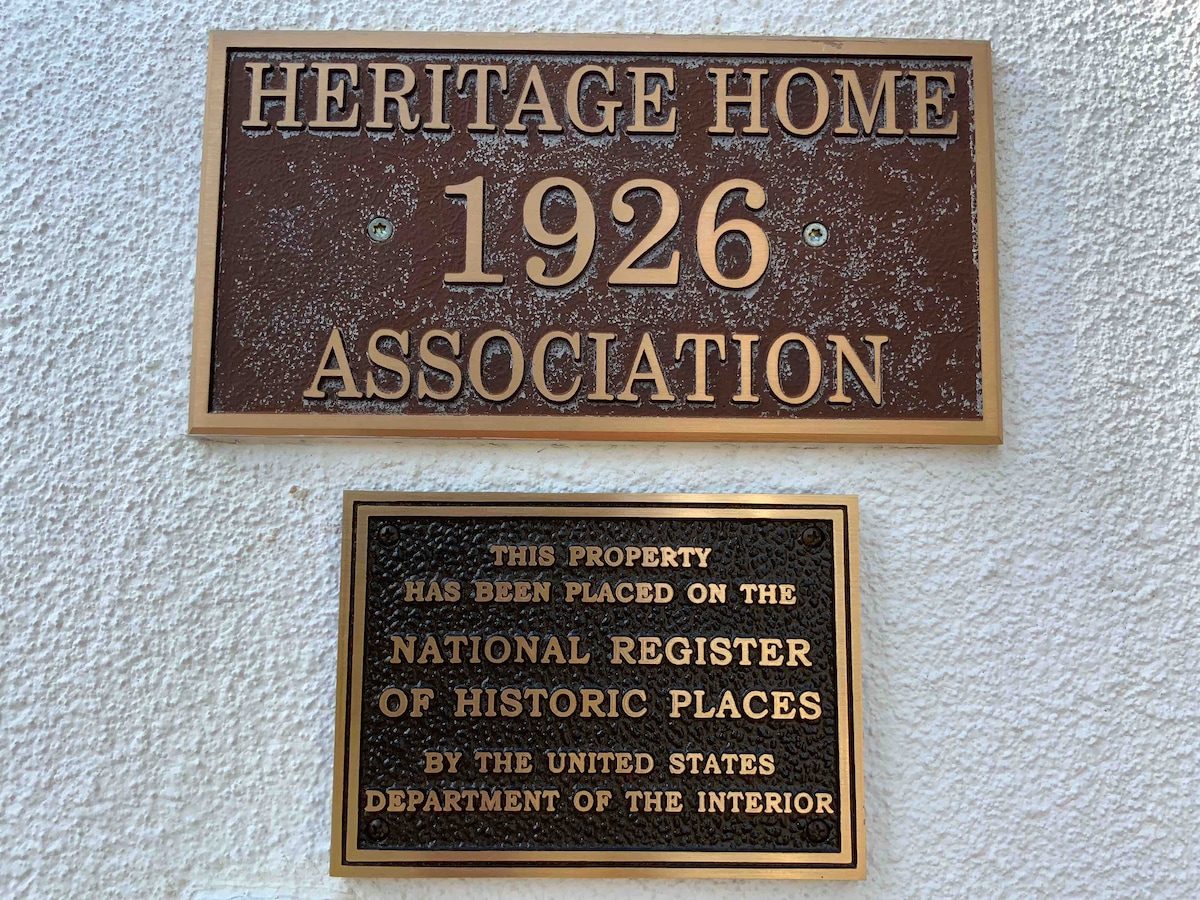 HERITAGE HOME
1926
ASSOCIATION
THIS PROPERTY
HAS BEEN PLACED ON THE
NATIONAL REGISTER
OF HISTORIC PLACES
BY THE UNITED STATES
DEPARTMENT OF THE INTERIOR